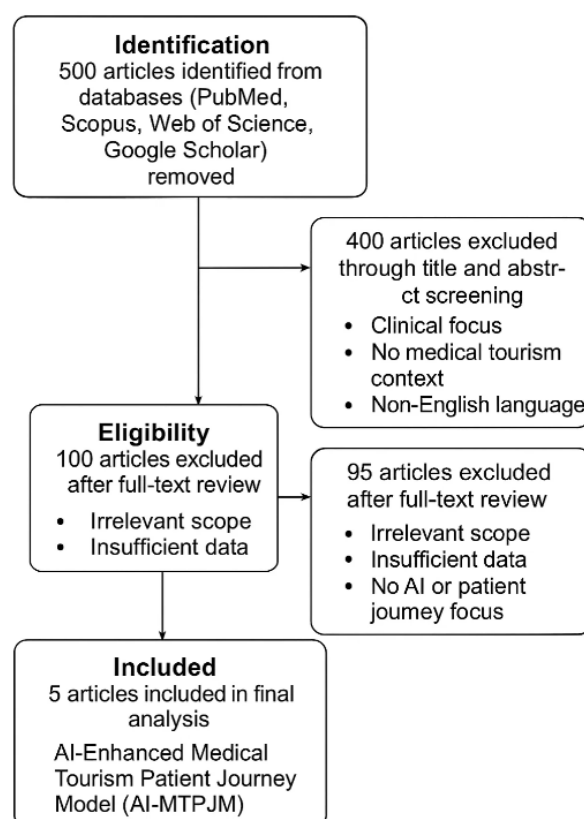 Identification
500 articles identified from
databases (PubMed,
Scopus, Web of Science,
Google Scholar)
removed
400 articles excluded
through title and abstr-
ct screening
• Clinical focus
• No medical tourism
context
• Non-English language
Eligibility
100 articles excluded
after full-text review
• Irrelevant scope
• Insufficient data
95 articles excluded
after full-text review
• Irrelevant scope
• Insufficient data
• No AI or patient
joumey focus
Included
5 articles included in final
analysis
AI-Enhanced Medical
Tourism Patient Journey
Model (AI-MTPJM)